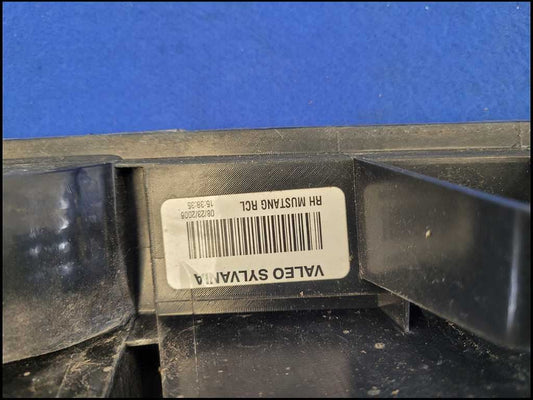 VALEO SYLVANIA
RH MUSTANG RCL
08/23/2005
15:38:35